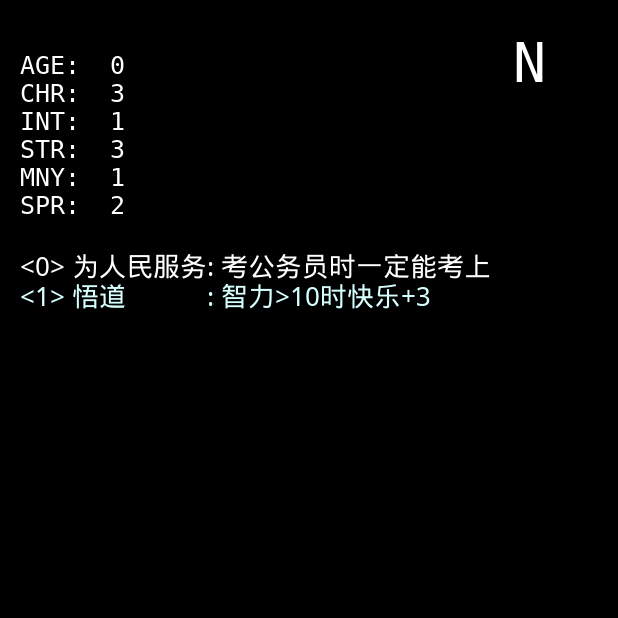 N
AGE: 0
CHR: 3
INT: 1
STR: 3
MNY: 1
SPR: 2
<0> 为人民服务: 考公务员时一定能考上
<1> 悟道 : 智力>10时快乐+3